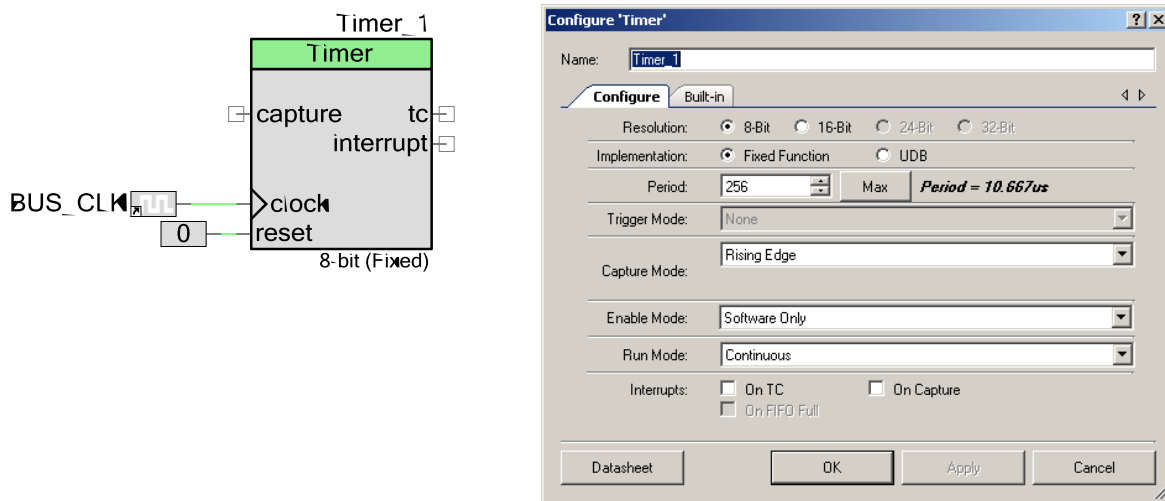 Timer_1
Timer
capture tc
interrupt
BUS_CLK clock
0 reset
8-bit (Fixed)
Configure 'Timer'
Name: Timer_1
Configure Built-in
Resolution: 8-Bit 16-Bit 24-Bit 32-Bit
Implementation: Fixed Function UDB
Period: 256 Max Period = 10.667us
Trigger Mode: None
Capture Mode: Rising Edge
Enable Mode: Software Only
Run Mode: Continuous
Interrupts: On TC On Capture
On FIFO Full
Datasheet OK Apply Cancel